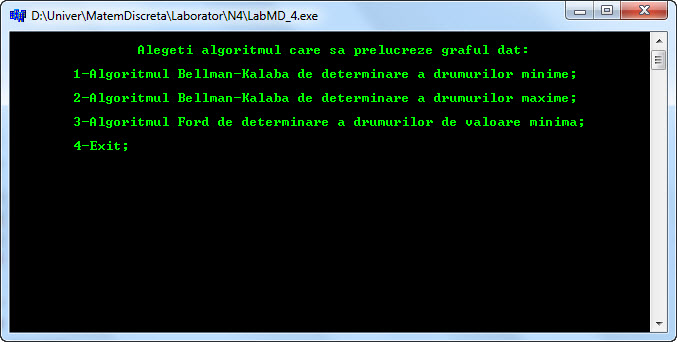 D:\Univer\MatemDiscreta\Laborator\N4\LabMD_4.exe
Alegeti algoritmul care sa prelucreze graful dat:
1-Algoritmul Bellman-Kalaba de determinare a drumurilor minime;
2-Algoritmul Bellman-Kalaba de determinare a drumurilor maxime;
3-Algoritmul Ford de determinare a drumurilor de valoare minima;
4-Exit;